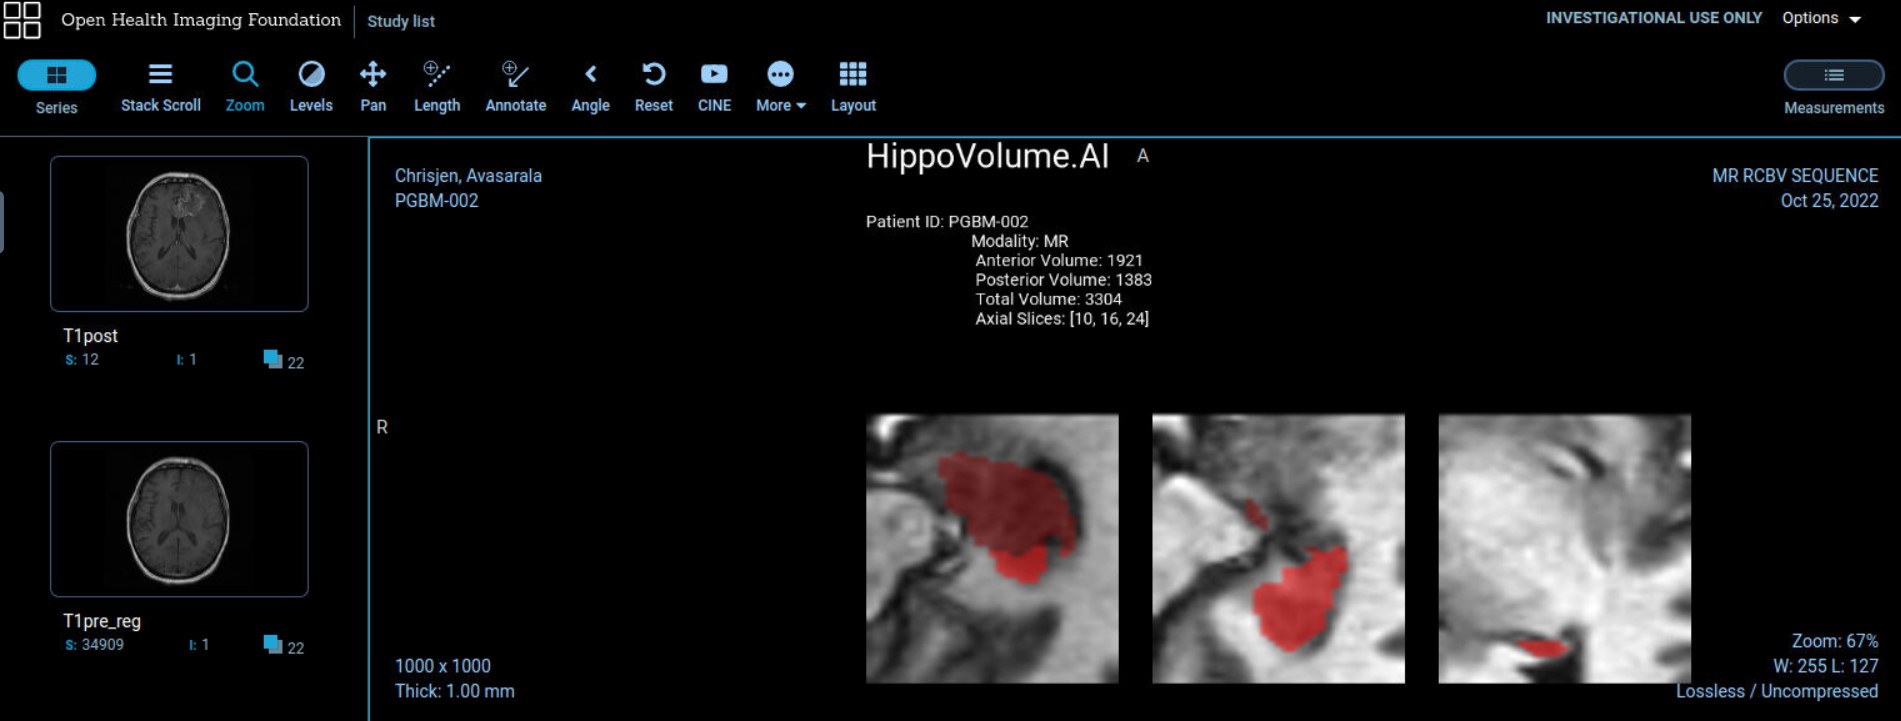 Open Health Imaging Foundation
Study list
INVESTIGATIONAL USE ONLY
Options
Series
Stack Scroll
Zoom
Levels
Pan
Length
Annotate
Angle
Reset
CINE
More
Layout
Measurements
T1post
S: 12 I: 1 22
T1pre_reg
S: 34909 I: 1 22
Chrisjen, Avasarala
PGBM-002
HippoVolume.AI
A
MR RCBV SEQUENCE
Oct 25, 2022
Patient ID: PGBM-002
Modality: MR
Anterior Volume: 1921
Posterior Volume: 1383
Total Volume: 3304
Axial Slices: [10, 16, 24]
R
1000 x 1000
Thick: 1.00 mm
Zoom: 67%
W: 255 L: 127
Lossless / Uncompressed